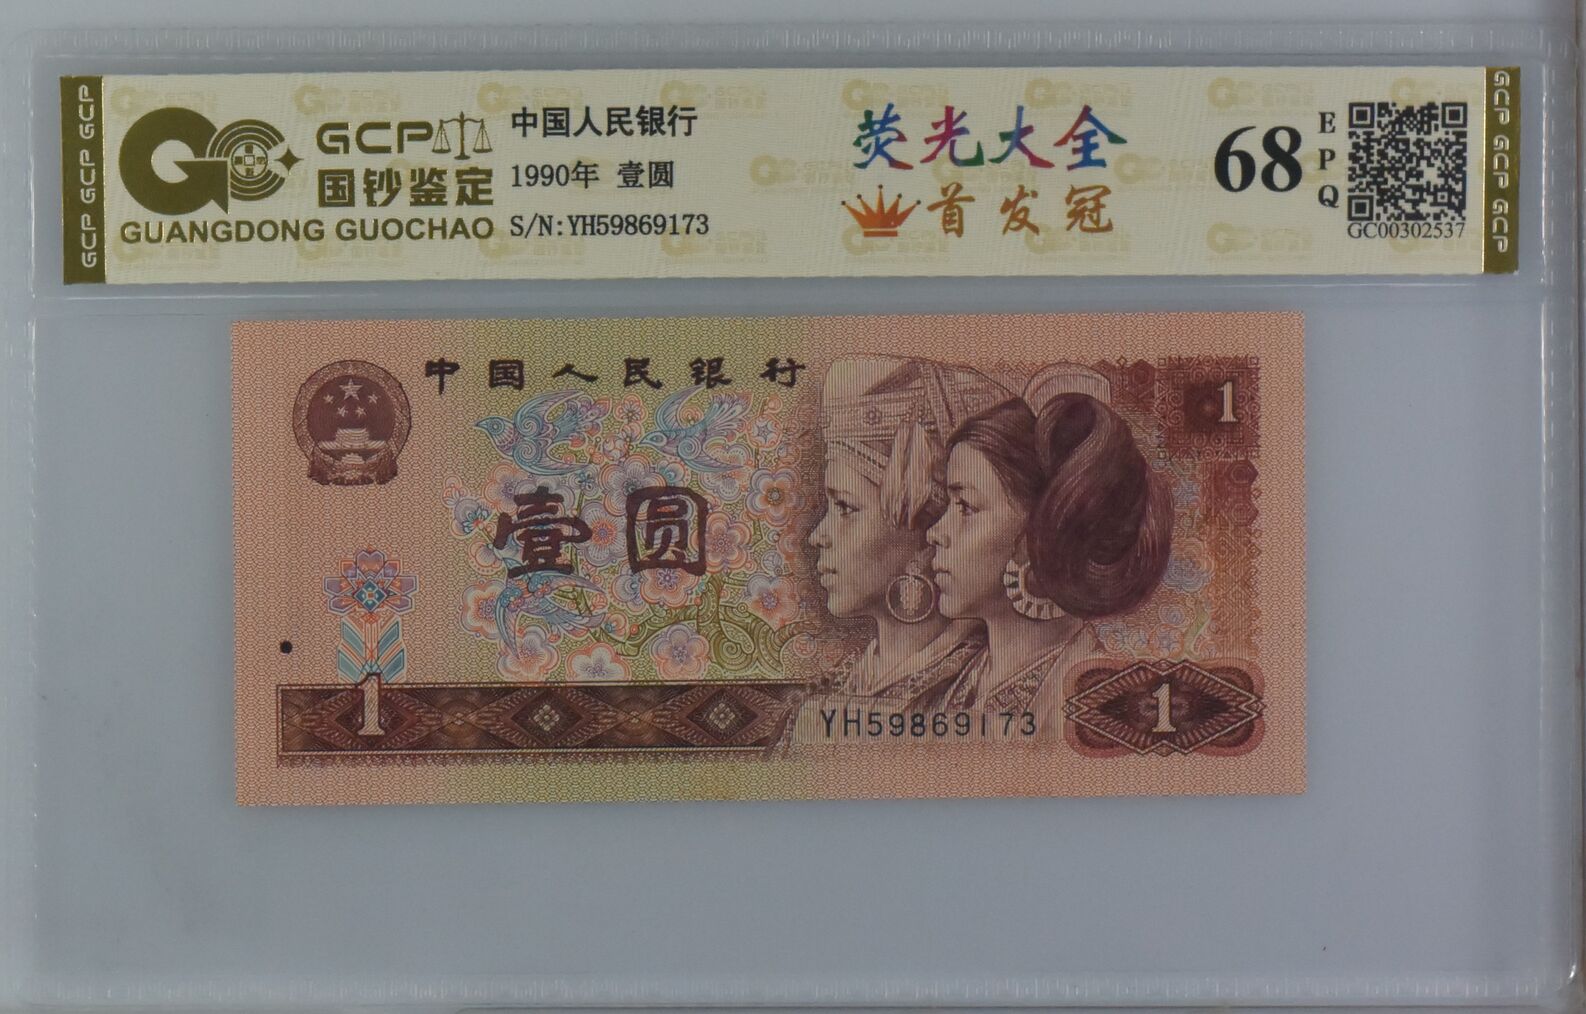 GCP GCP GCP
GCP
国钞鉴定
GUANGDONG GUOCHAO
中国人民银行
1990年 壹圆
S/N:YH59869173
荧光大全
首发冠
68
EPQ
GC00302537
GCP GCP GCP
中国人民银行
1
壹圆
1
YH59869173
1